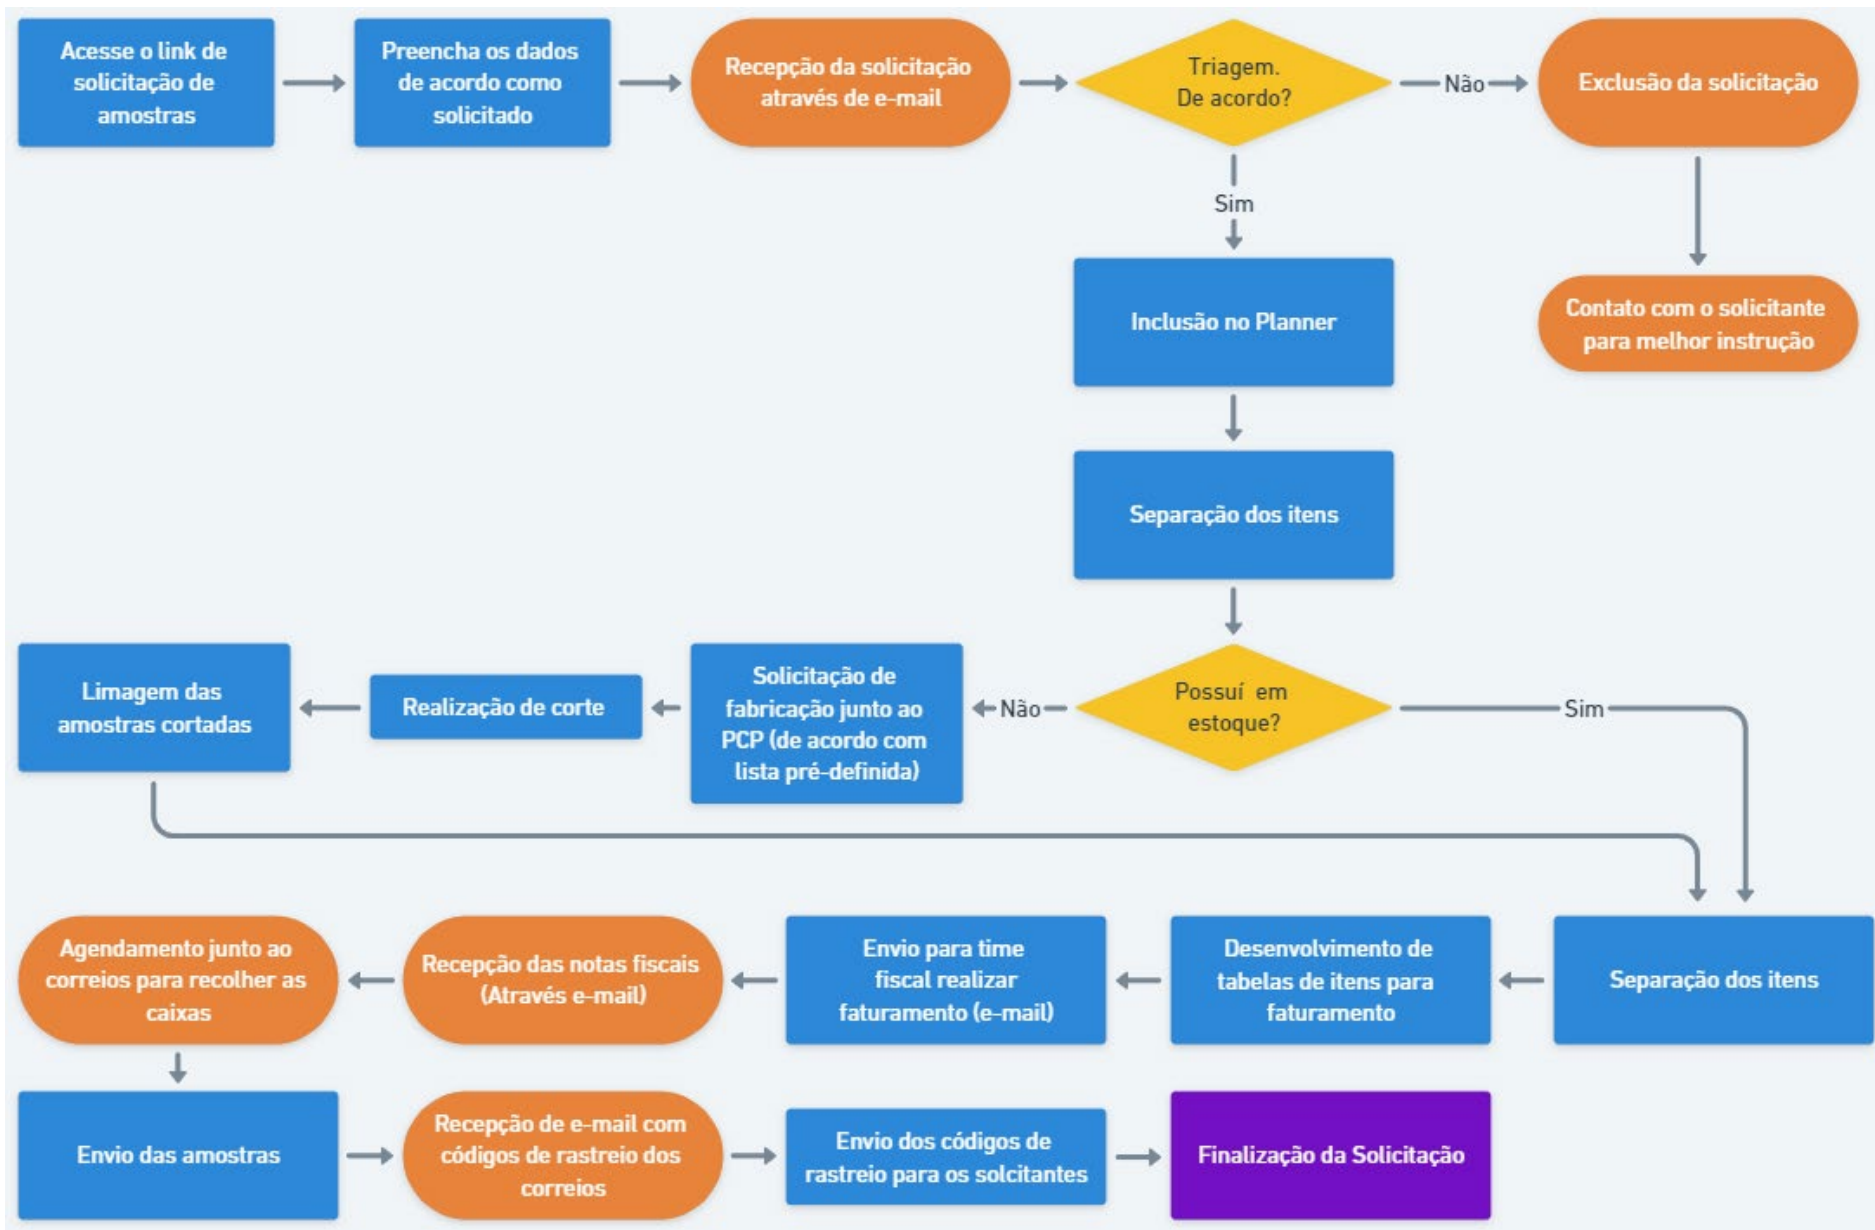 Acesse o link de
solicitação de
amostras
Preencha os dados
de acordo como
solicitado
Recepção da solicitação
através de e-mail
Triagem.
De acordo?
Não
Exclusão da solicitação
Sim
Contato com o solicitante
para melhor instrução
Inclusão no Planner
Separação dos itens
Possuí em
estoque?
Sim
Não
Solicitação de
fabricação junto ao
PCP (de acordo com
lista pré-definida)
Realização de corte
Limagem das
amostras cortadas
Separação dos itens
Desenvolvimento de
tabelas de itens para
faturamento
Envio para time
fiscal realizar
faturamento (e-mail)
Recepção das notas fiscais
(Através e-mail)
Agendamento junto ao
correios para recolher as
caixas
Envio das amostras
Recepção de e-mail com
códigos de rastreio dos
correios
Envio dos códigos de
rastreio para os solcitantes
Finalização da Solicitação